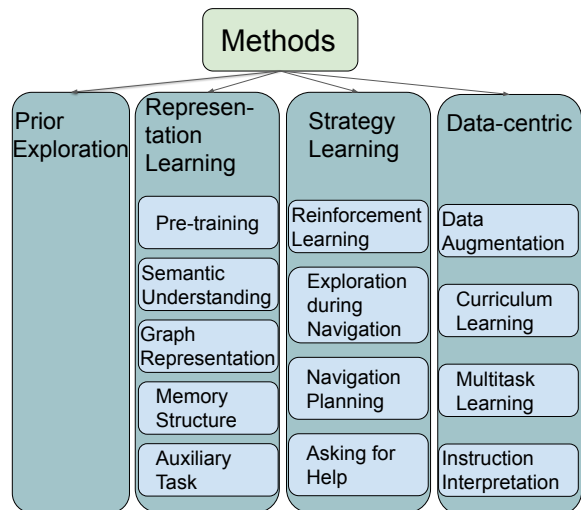 Methods
Prior
Exploration
Represen-
tation
Learning
Pre-training
Semantic
Understanding
Graph
Representation
Memory
Structure
Auxiliary
Task
Strategy
Learning
Reinforcement
Learning
Exploration
during
Navigation
Navigation
Planning
Asking for
Help
Data-centric
Data
Augmentation
Curriculum
Learning
Multitask
Learning
Instruction
Interpretation